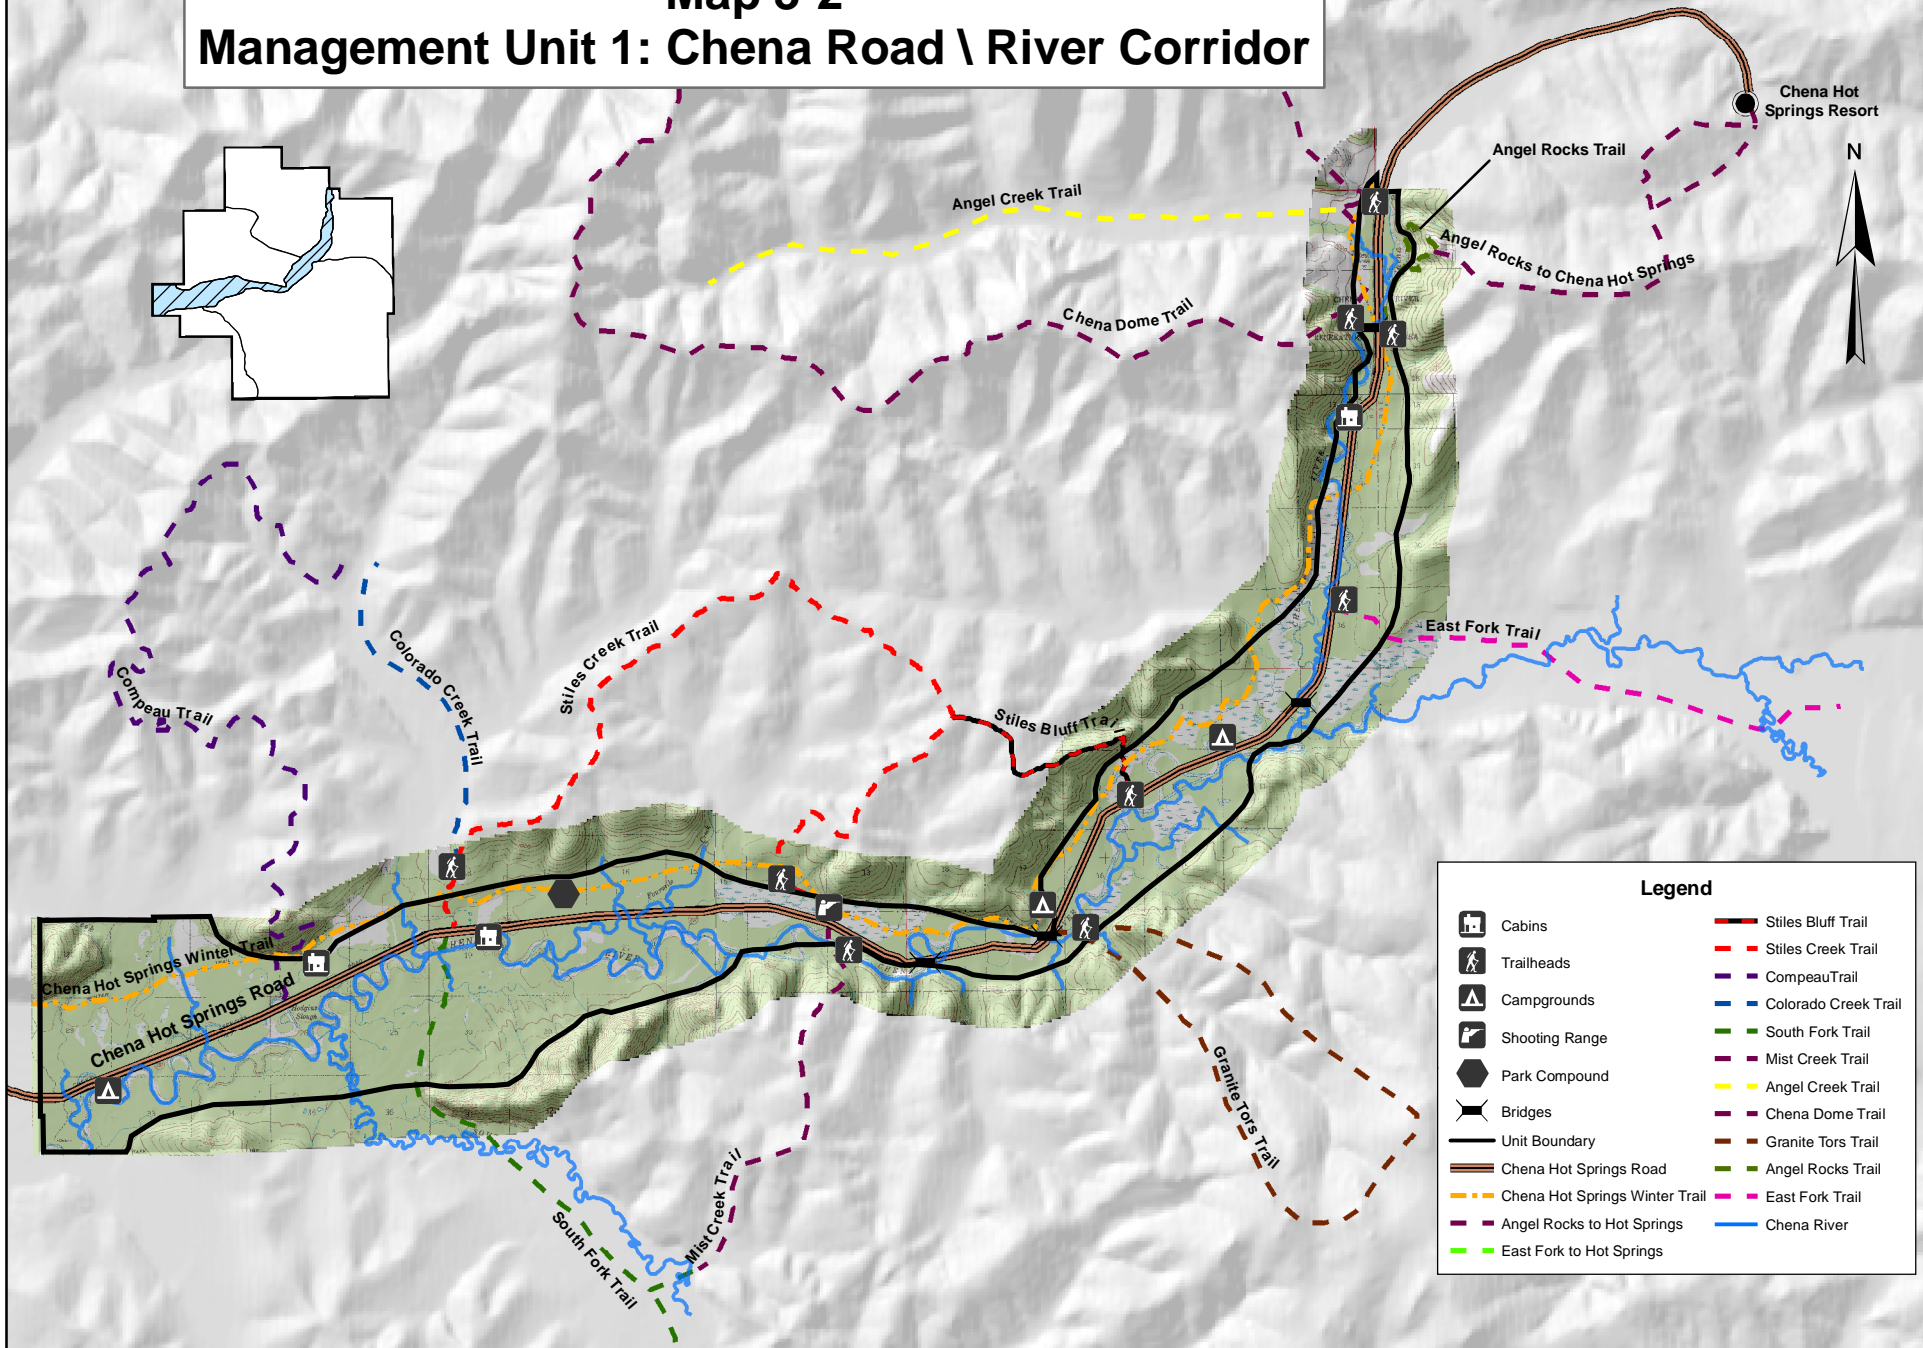 Management Unit 1: Chena Road \ River Corridor
Chena Hot
Springs Resort
N
Angel Rocks Trail
Angel Creek Trail
Angel Rocks to Chena Hot Springs
Chena Dome Trail
East Fork Trail
Stiles Creek Trail
Colorado Creek Trail
Compeau Trail
Stiles Bluff Trail
Chena Hot Springs Winter Trail
Chena Hot Springs Road
Granite Tors Trail
Mist Creek Trail
South Fork Trail
Legend
Cabins
Trailheads
Campgrounds
Shooting Range
Park Compound
Bridges
Unit Boundary
Chena Hot Springs Road
Chena Hot Springs Winter Trail
Angel Rocks to Hot Springs
East Fork to Hot Springs
Stiles Bluff Trail
Stiles Creek Trail
CompeauTrail
Colorado Creek Trail
South Fork Trail
Mist Creek Trail
Angel Creek Trail
Chena Dome Trail
Granite Tors Trail
Angel Rocks Trail
East Fork Trail
Chena River